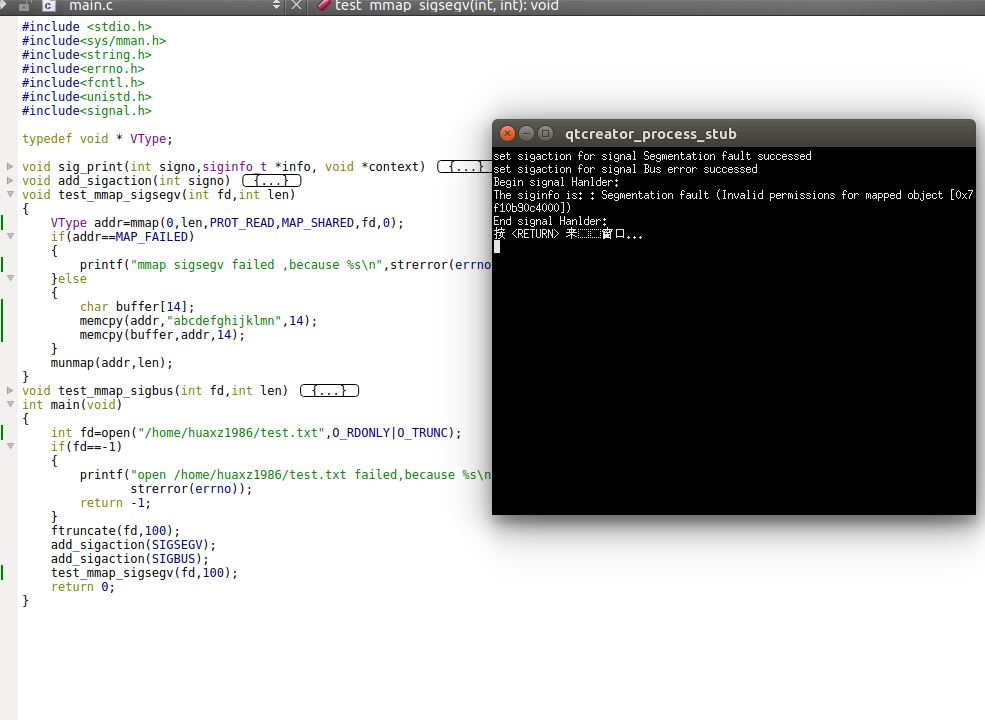 main.c
test_mmap_sigsegv(int, int): void
#include <stdio.h>
#include<sys/mman.h>
#include<string.h>
#include<errno.h>
#include<fcntl.h>
#include<unistd.h>
#include<signal.h>
typedef void * VType;
void sig_print(int signo,siginfo_t *info, void *context) {...}
void add_sigaction(int signo) {...}
void test_mmap_sigsegv(int fd,int len)
{
VType addr=mmap(0,len,PROT_READ,MAP_SHARED,fd,0);
if(addr==MAP_FAILED)
{
printf("mmap sigsegv failed ,because %s\n",strerror(errno
}else
{
char buffer[14];
memcpy(addr,"abcdefghijklmn",14);
memcpy(buffer,addr,14);
}
munmap(addr,len);
}
void test_mmap_sigbus(int fd,int len) {...}
int main(void)
{
int fd=open("/home/huaxz1986/test.txt",O_RDONLY|O_TRUNC);
if(fd==-1)
{
printf("open /home/huaxz1986/test.txt failed,because %s\n
strerror(errno));
return -1;
}
ftruncate(fd,100);
add_sigaction(SIGSEGV);
add_sigaction(SIGBUS);
test_mmap_sigsegv(fd,100);
return 0;
}
qtcreator_process_stub
set sigaction for signal Segmentation fault successed
set sigaction for signal Bus error successed
Begin signal Hanlder:
The siginfo is: : Segmentation fault (Invalid permissions for mapped object [0x7
f10b90c4000])
End signal Hanlder:
按 <RETURN> 来窗口...